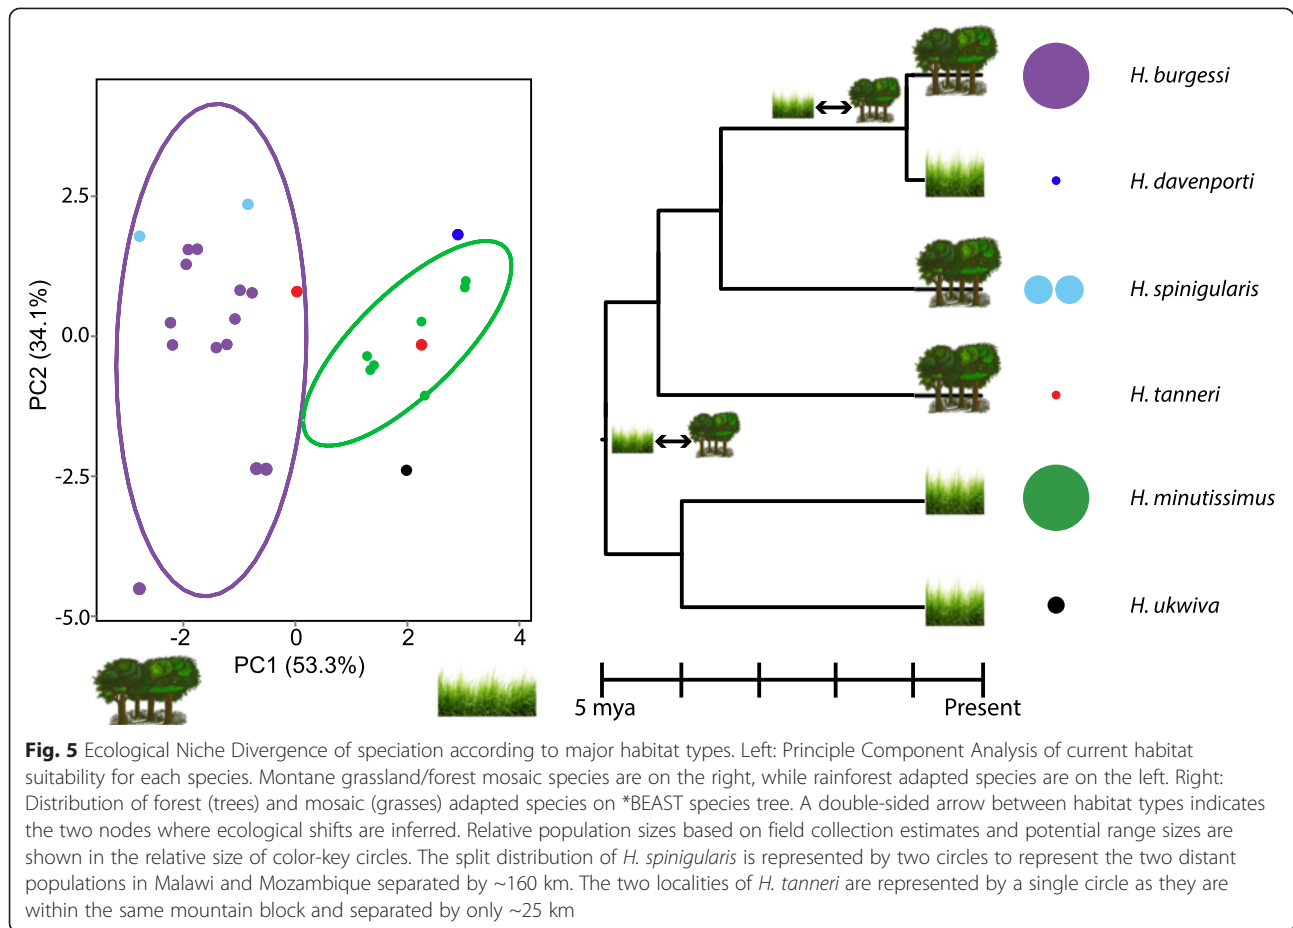 2.5
0.0
-2.5
-5.0
PC2 (34.1%)
-2
0
2
4
PC1 (53.3%)
H. burgessi
H. davenporti
H. spinigularis
H. tanneri
H. minutissimus
H. ukwiva
5 mya
Present
Fig. 5 Ecological Niche Divergence of speciation according to major habitat types. Left: Principle Component Analysis of current habitat
suitability for each species. Montane grassland/forest mosaic species are on the right, while rainforest adapted species are on the left. Right:
Distribution of forest (trees) and mosaic (grasses) adapted species on *BEAST species tree. A double-sided arrow between habitat types indicates
the two nodes where ecological shifts are inferred. Relative population sizes based on field collection estimates and potential range sizes are
shown in the relative size of color-key circles. The split distribution of H. spinigularis is represented by two circles to represent the two distant
populations in Malawi and Mozambique separated by ~160 km. The two localities of H. tanneri are represented by a single circle as they are
within the same mountain block and separated by only ~25 km